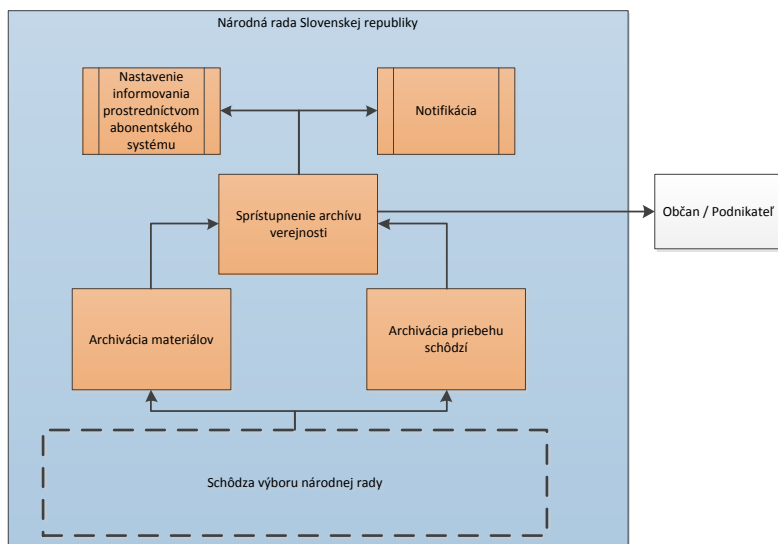 Národná rada Slovenskej republiky
Nastavenie
informovania
prostredníctvom
abonentského
systému
Notifikácia
Sprístupnenie archívu
verejnosti
Občan / Podnikateľ
Archivácia materiálov
Archivácia priebehu
schôdzí
Schôdza výboru národnej rady